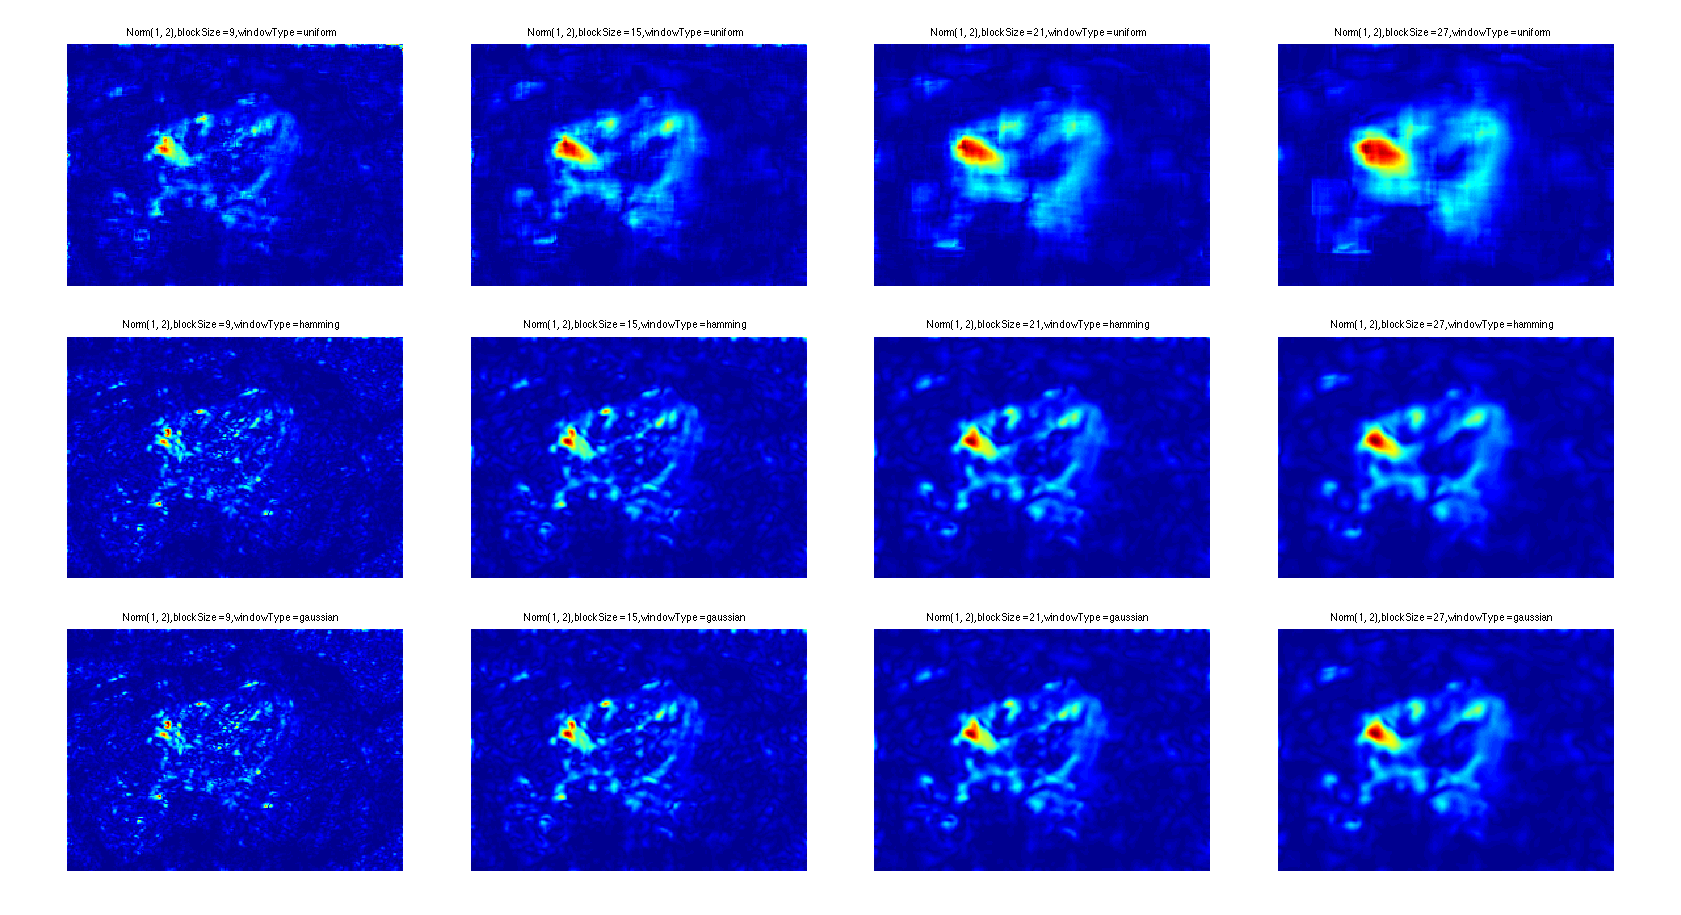 Norm(1, 2),blockSize=9,windowType=uniform
Norm(1, 2),blockSize=15,windowType=uniform
Norm(1, 2),blockSize=21,windowType=uniform
Norm(1, 2),blockSize=27,windowType=uniform
Norm(1, 2),blockSize=9,windowType=hamming
Norm(1, 2),blockSize=15,windowType=hamming
Norm(1, 2),blockSize=21,windowType=hamming
Norm(1, 2),blockSize=27,windowType=hamming
Norm(1, 2),blockSize=9,windowType=gaussian
Norm(1, 2),blockSize=15,windowType=gaussian
Norm(1, 2),blockSize=21,windowType=gaussian
Norm(1, 2),blockSize=27,windowType=gaussian